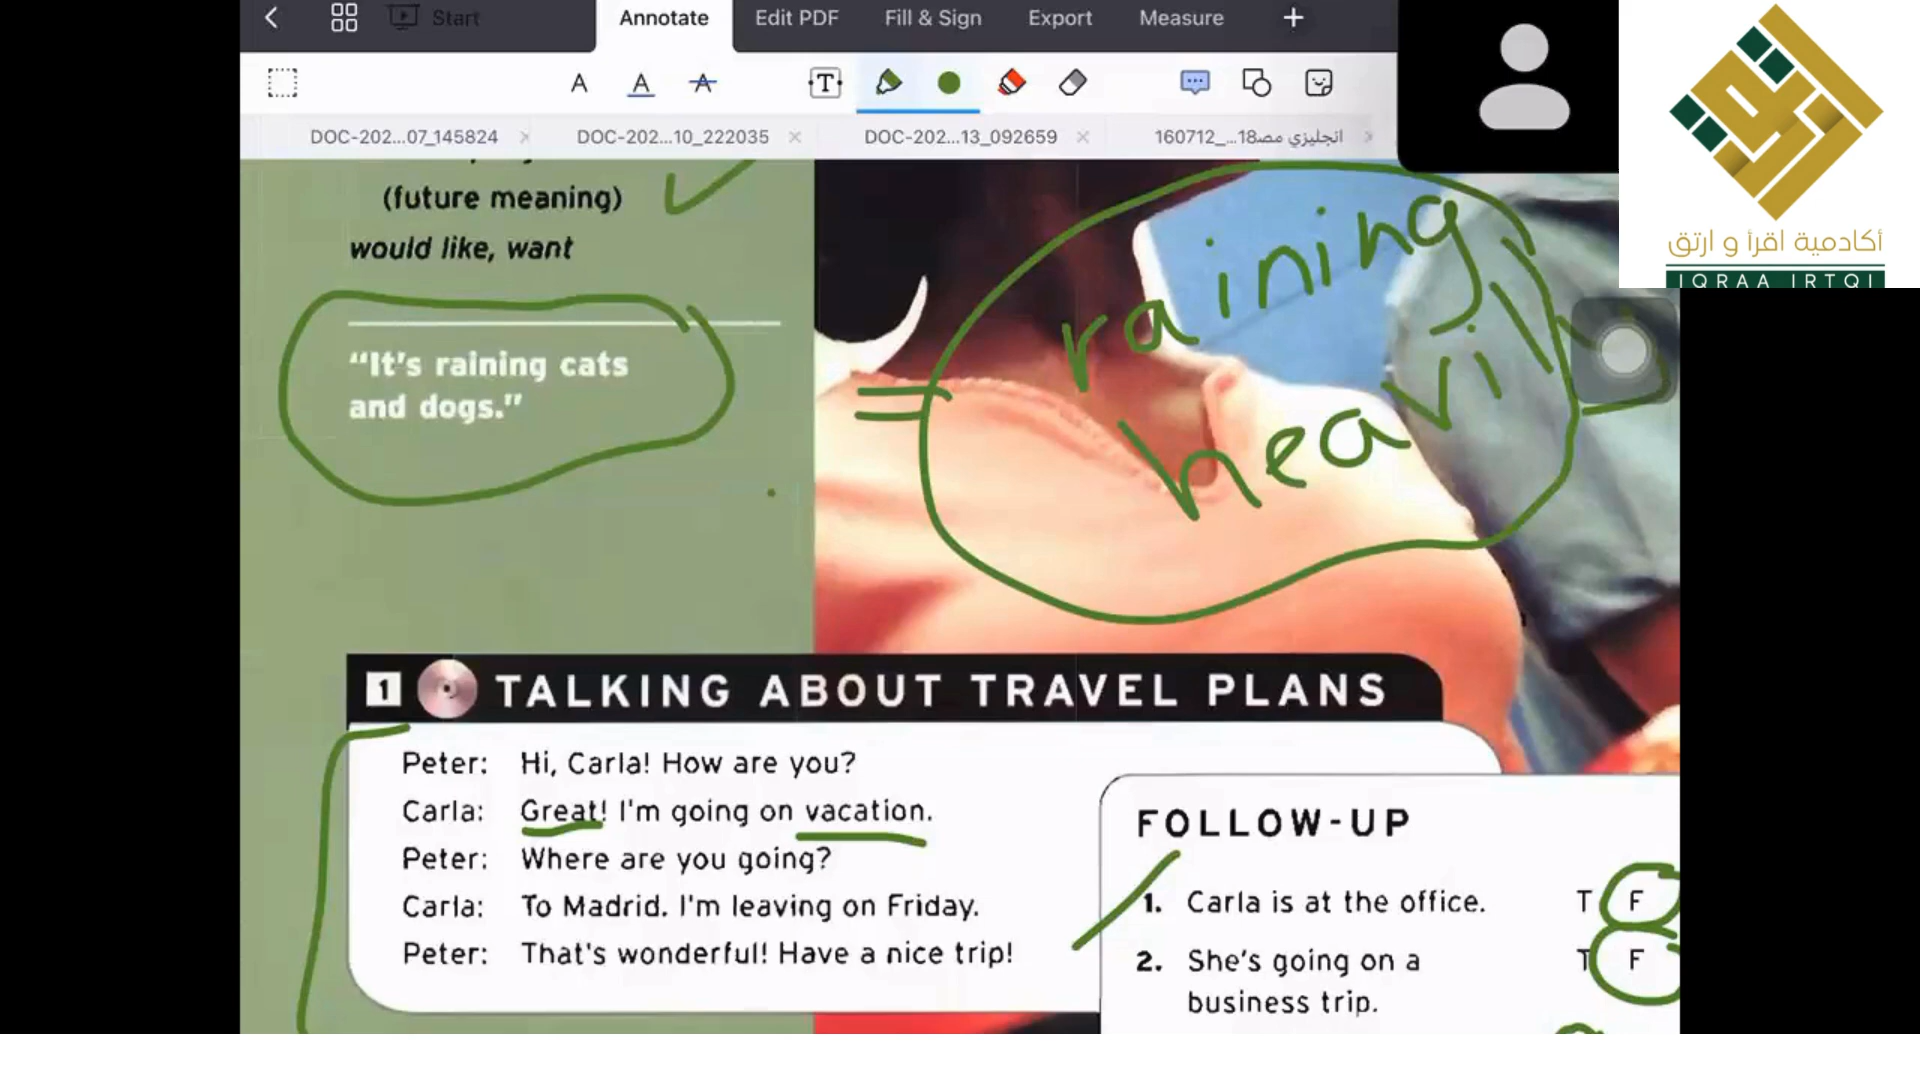 Start
Annotate
Edit PDF
Fill & Sign
Export
Measure
DOC-202...07_145824
DOC-202...10_222035
DOC-202...13_092659
انجليزي مصـ18..._160712
أكادمية اقرأ و ارتق
IQRAA IRTQI
(future meaning)
would like, want
"It's raining cats
and dogs."
=
raining
heavily
1 TALKING ABOUT TRAVEL PLANS
Peter: Hi, Carla! How are you?
Carla: Great! I'm going on vacation.
Peter: Where are you going?
Carla: To Madrid. I'm leaving on Friday.
Peter: That's wonderful! Have a nice trip!
FOLLOW-UP
1. Carla is at the office. T F
2. She's going on a T F
business trip.